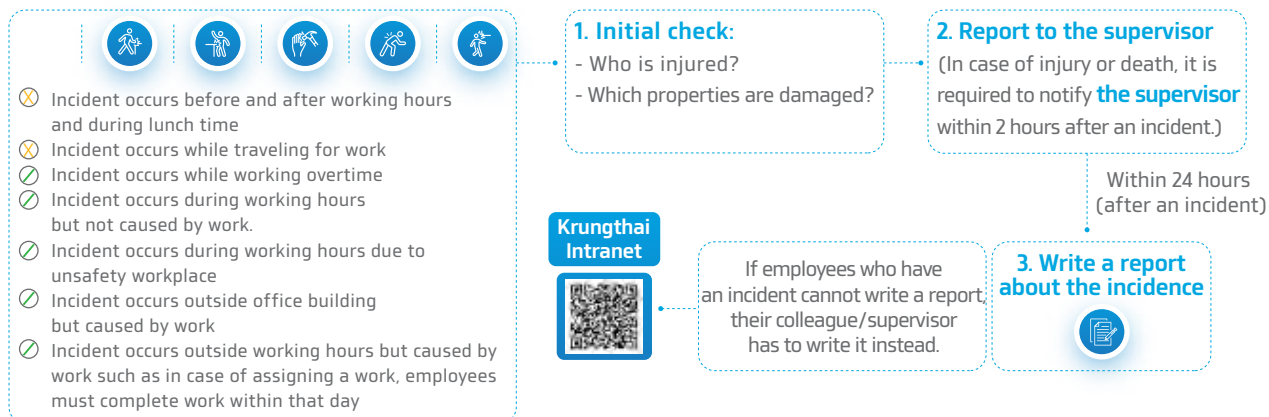 Incident occurs before and after working hours
and during lunch time
Incident occurs while traveling for work
Incident occurs while working overtime
Incident occurs during working hours
but not caused by work.
Incident occurs during working hours due to
unsafety workplace
Incident occurs outside office building
but caused by work
Incident occurs outside working hours but caused by
work such as in case of assigning a work, employees
must complete work within that day
1. Initial check:
- Who is injured?
- Which properties are damaged?
2. Report to the supervisor
(In case of injury or death, it is
required to notify the supervisor
within 2 hours after an incident.)
Within 24 hours
(after an incident)
3. Write a report
about the incidence
If employees who have
an incident cannot write a report,
their colleague/supervisor
has to write it instead.
Krungthai
Intranet